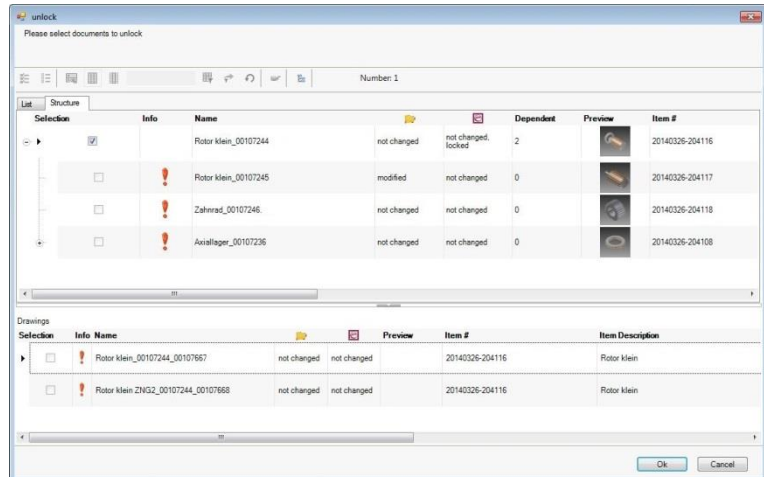 unlock
Please select documents to unlock
Number: 1
List Structure
Selection Info Name Dependent Preview Item #
Rotor klein_00107244 not changed not changed, locked 2 20140326-204116
Rotor klein_00107245 modified not changed 0 20140326-204117
Zahnrad_00107246. not changed not changed 0 20140326-204118
Axiallager_00107236 not changed not changed 0 20140326-204108
Drawings
Selection Info Name Preview Item # Item Description
Rotor klein_00107244_00107667 not changed not changed 20140326-204116 Rotor klein
Rotor klein ZNG2_00107244_00107668 not changed not changed 20140326-204116 Rotor klein
Ok Cancel